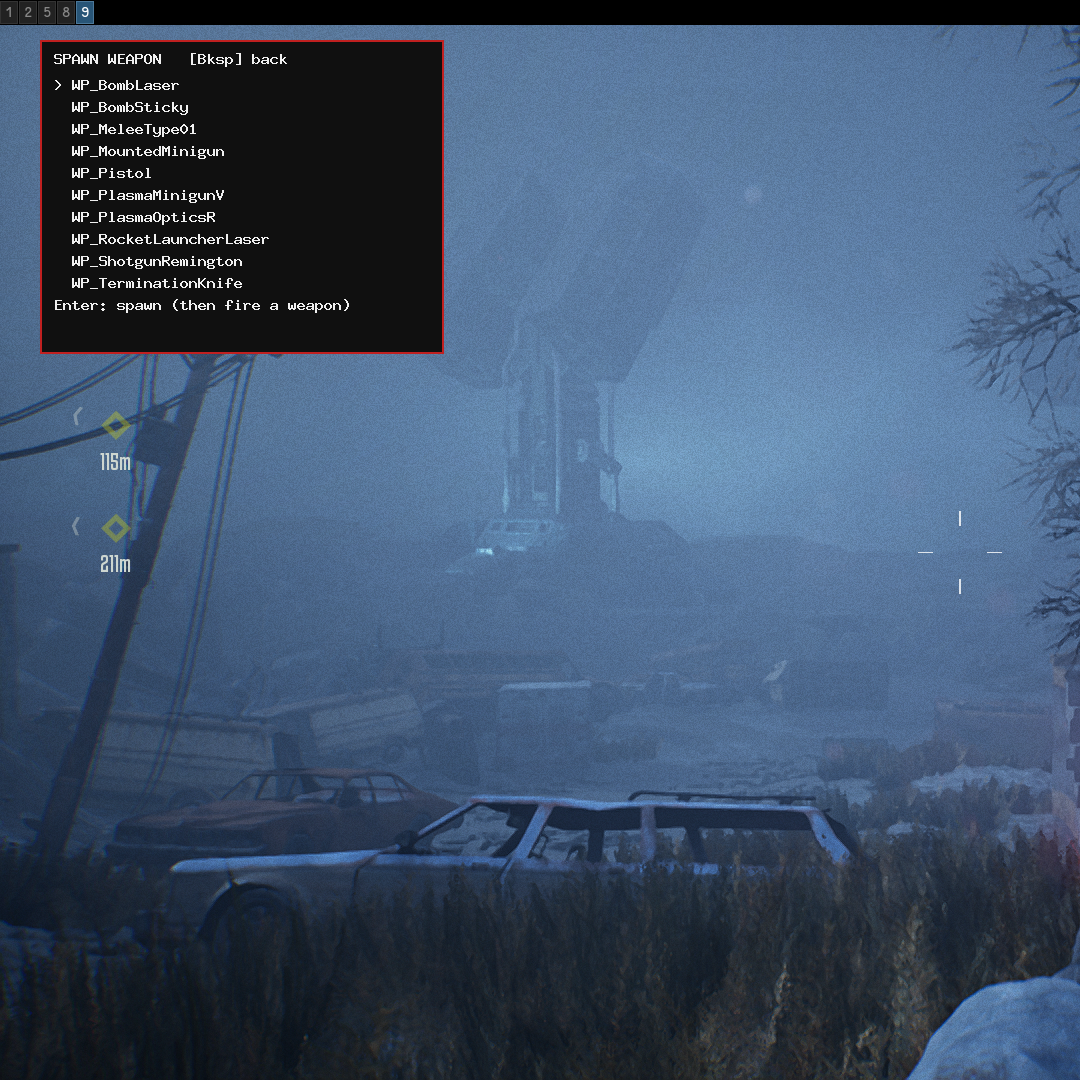 1 2 5 8 9
SPAWN WEAPON [Bksp] back
> WP_BombLaser
WP_BombSticky
WP_MeleeType01
WP_MountedMinigun
WP_Pistol
WP_PlasmaMinigunV
WP_PlasmaOpticsR
WP_RocketLauncherLaser
WP_ShotgunRemington
WP_TerminationKnife
Enter: spawn (then fire a weapon)
115m
211m